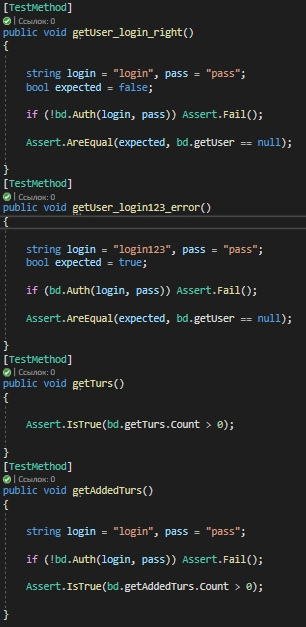 [TestMethod]
| Ссылок: 0
public void getUser_login_right()
{
string login = "login", pass = "pass";
bool expected = false;
if (!bd.Auth(login, pass)) Assert.Fail();
Assert.AreEqual(expected, bd.getUser == null);
}
[TestMethod]
| Ссылок: 0
public void getUser_login123_error()
{
string login = "login123", pass = "pass";
bool expected = true;
if (bd.Auth(login, pass)) Assert.Fail();
Assert.AreEqual(expected, bd.getUser == null);
}
[TestMethod]
| Ссылок: 0
public void getTurs()
{
Assert.IsTrue(bd.getTurs.Count > 0);
}
[TestMethod]
| Ссылок: 0
public void getAddedTurs()
{
string login = "login", pass = "pass";
if (!bd.Auth(login, pass)) Assert.Fail();
Assert.IsTrue(bd.getAddedTurs.Count > 0);
}